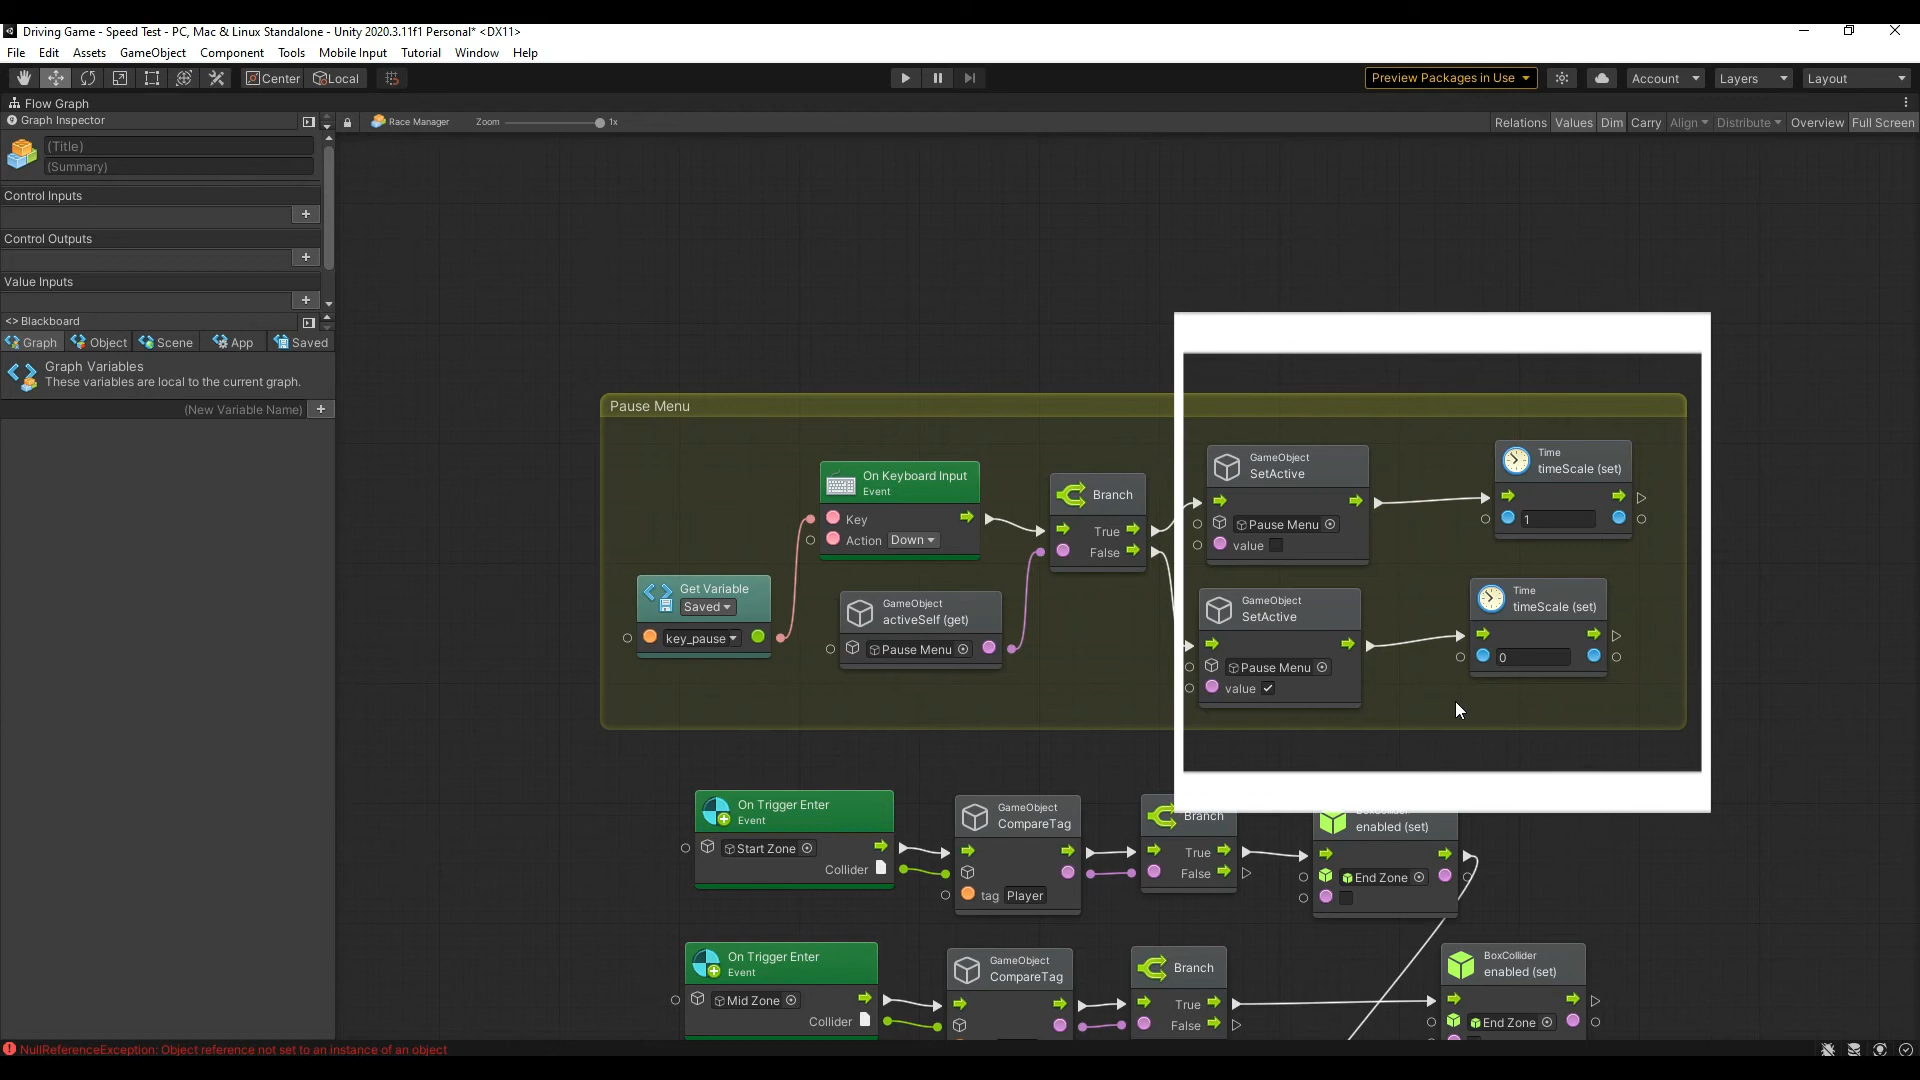 Driving Game - Speed Test - PC, Mac & Linux Standalone - Unity 2020.3.11f1 Personal* <DX11>
File Edit Assets GameObject Component Tools Mobile Input Tutorial Window Help
Center Local Preview Packages in Use Account Layers Layout
Flow Graph
Graph Inspector Race Manager Zoom 1x Relations Values Dim Carry Align Distribute Overview Full Screen
(Title)
(Summary)
Control Inputs
Control Outputs
Value Inputs
<> Blackboard
Graph Object Scene App Saved
Graph Variables
These variables are local to the current graph.
(New Variable Name)
Pause Menu
On Keyboard Input
Event
Key
Action Down
Get Variable
Saved
key_pause
GameObject
activeSelf (get)
Pause Menu
Branch
True
False
GameObject
SetActive
Pause Menu
value
Time
timeScale (set)
1
GameObject
SetActive
Pause Menu
value
Time
timeScale (set)
0
On Trigger Enter
Event
Start Zone
Collider
GameObject
CompareTag
tag Player
Branch
True
False
enabled (set)
End Zone
On Trigger Enter
Event
Mid Zone
Collider
GameObject
CompareTag
Branch
True
False
BoxCollider
enabled (set)
End Zone
NullReferenceException: Object reference not set to an instance of an object